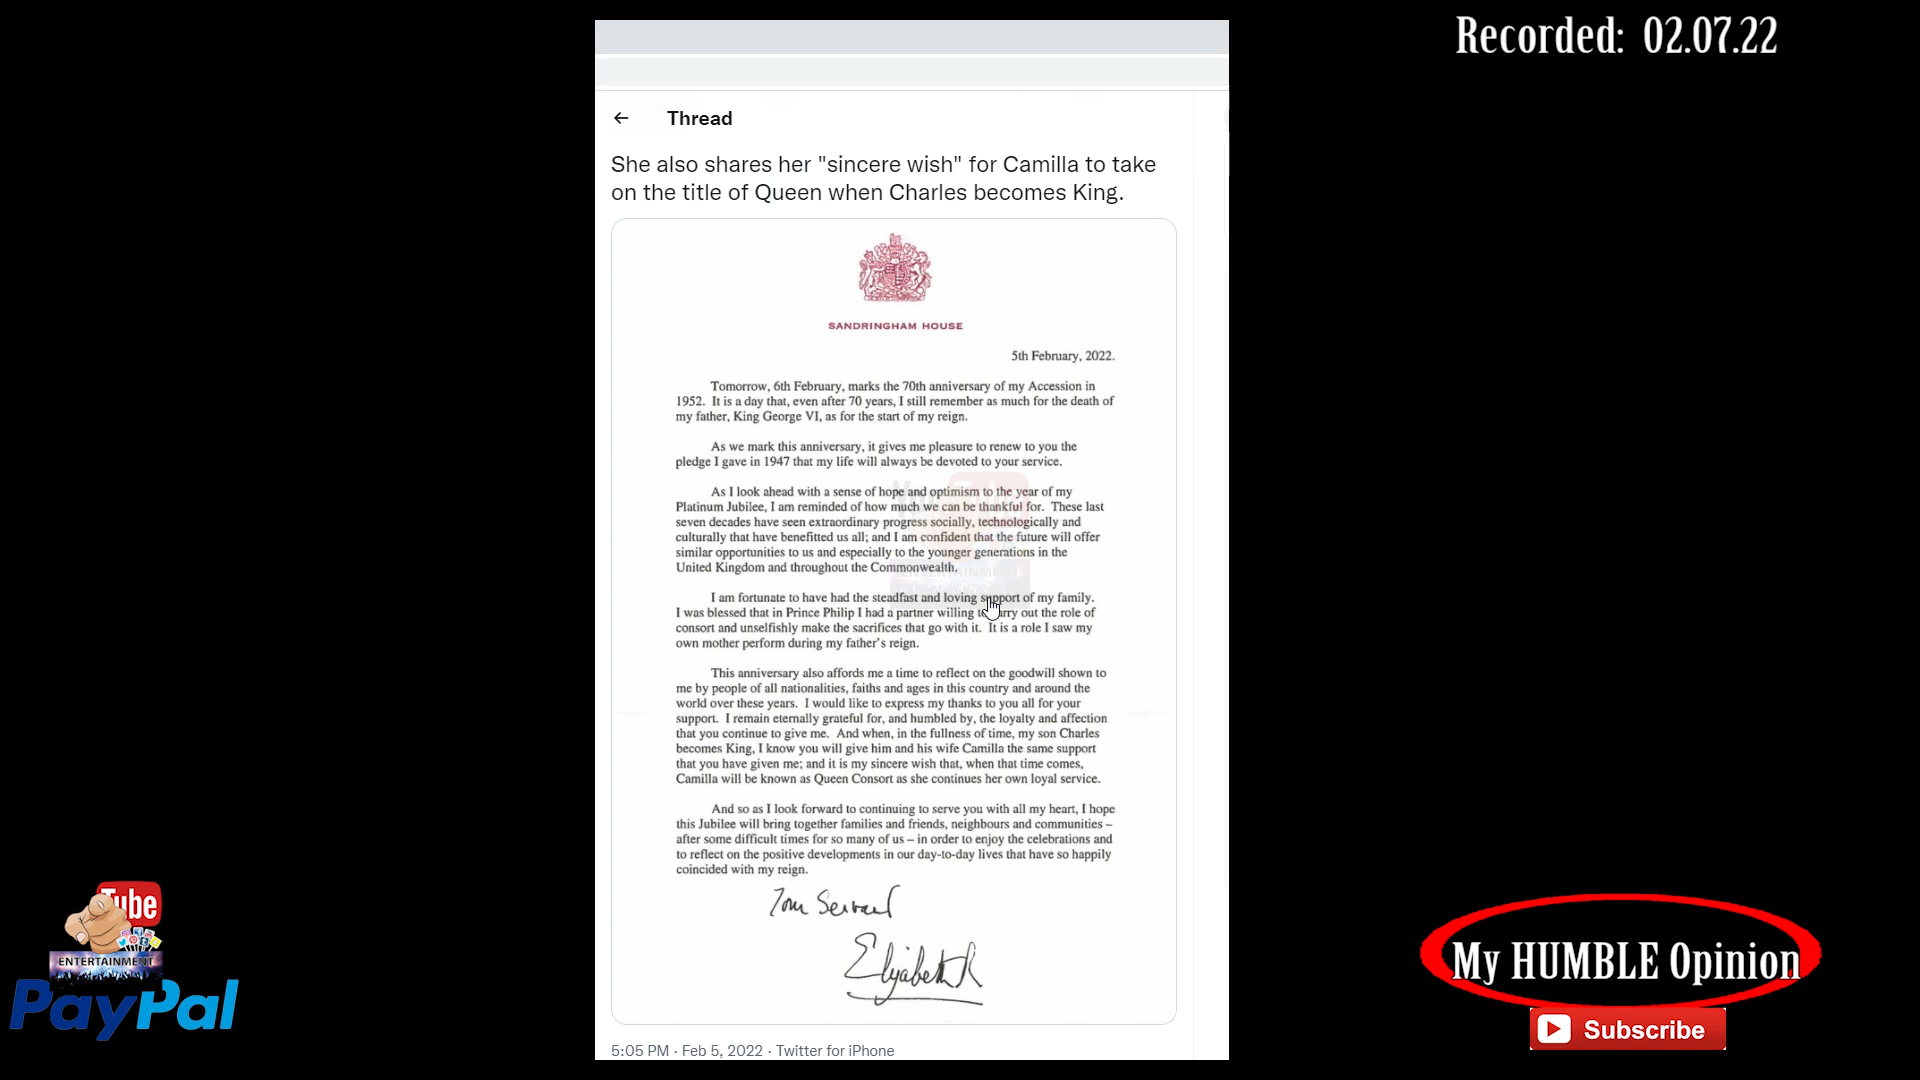 Recorded: 02.07.22
Thread
She also shares her "sincere wish" for Camilla to take
on the title of Queen when Charles becomes King.
SANDRINGHAM HOUSE
5th February, 2022.
Tomorrow, 6th February, marks the 70th anniversary of my Accession in
1952. It is a day that, even after 70 years, I still remember as much for the death of
my father, King George VI, as for the start of my reign.
As we mark this anniversary, it gives me pleasure to renew to you the
pledge I gave in 1947 that my life will always be devoted to your service.
As I look ahead with a sense of hope and optimism to the year of my
Platinum Jubilee, I am reminded of how much we can be thankful for. These last
seven decades have seen extraordinary progress socially, technologically and
culturally that have benefitted us all; and I am confident that the future will offer
similar opportunities to us and especially to the younger generations in the
United Kingdom and throughout the Commonwealth.
I am fortunate to have had the steadfast and loving support of my family.
I was blessed that in Prince Philip I had a partner willing to carry out the role of
consort and unselfishly make the sacrifices that go with it. It is a role I saw my
own mother perform during my father's reign.
This anniversary also affords me a time to reflect on the goodwill shown to
me by people of all nationalities, faiths and ages in this country and around the
world over these years. I would like to express my thanks to you all for your
support. I remain eternally grateful for, and humbled by, the loyalty and affection
that you continue to give me. And when, in the fullness of time, my son Charles
becomes King, I know you will give him and his wife Camilla the same support
that you have given me; and it is my sincere wish that, when that time comes,
Camilla will be known as Queen Consort as she continues her own loyal service.
And so as I look forward to continuing to serve you with all my heart, I hope
this Jubilee will bring together families and friends, neighbours and communities –
after some difficult times for so many of us – in order to enjoy the celebrations and
to reflect on the positive developments in our day-to-day lives that have so happily
coincided with my reign.
Your Servant
Elizabeth R
5:05 PM · Feb 5, 2022 · Twitter for iPhone
Tube
ENTERTAINMENT
PayPal
My HUMBLE Opinion
Subscribe